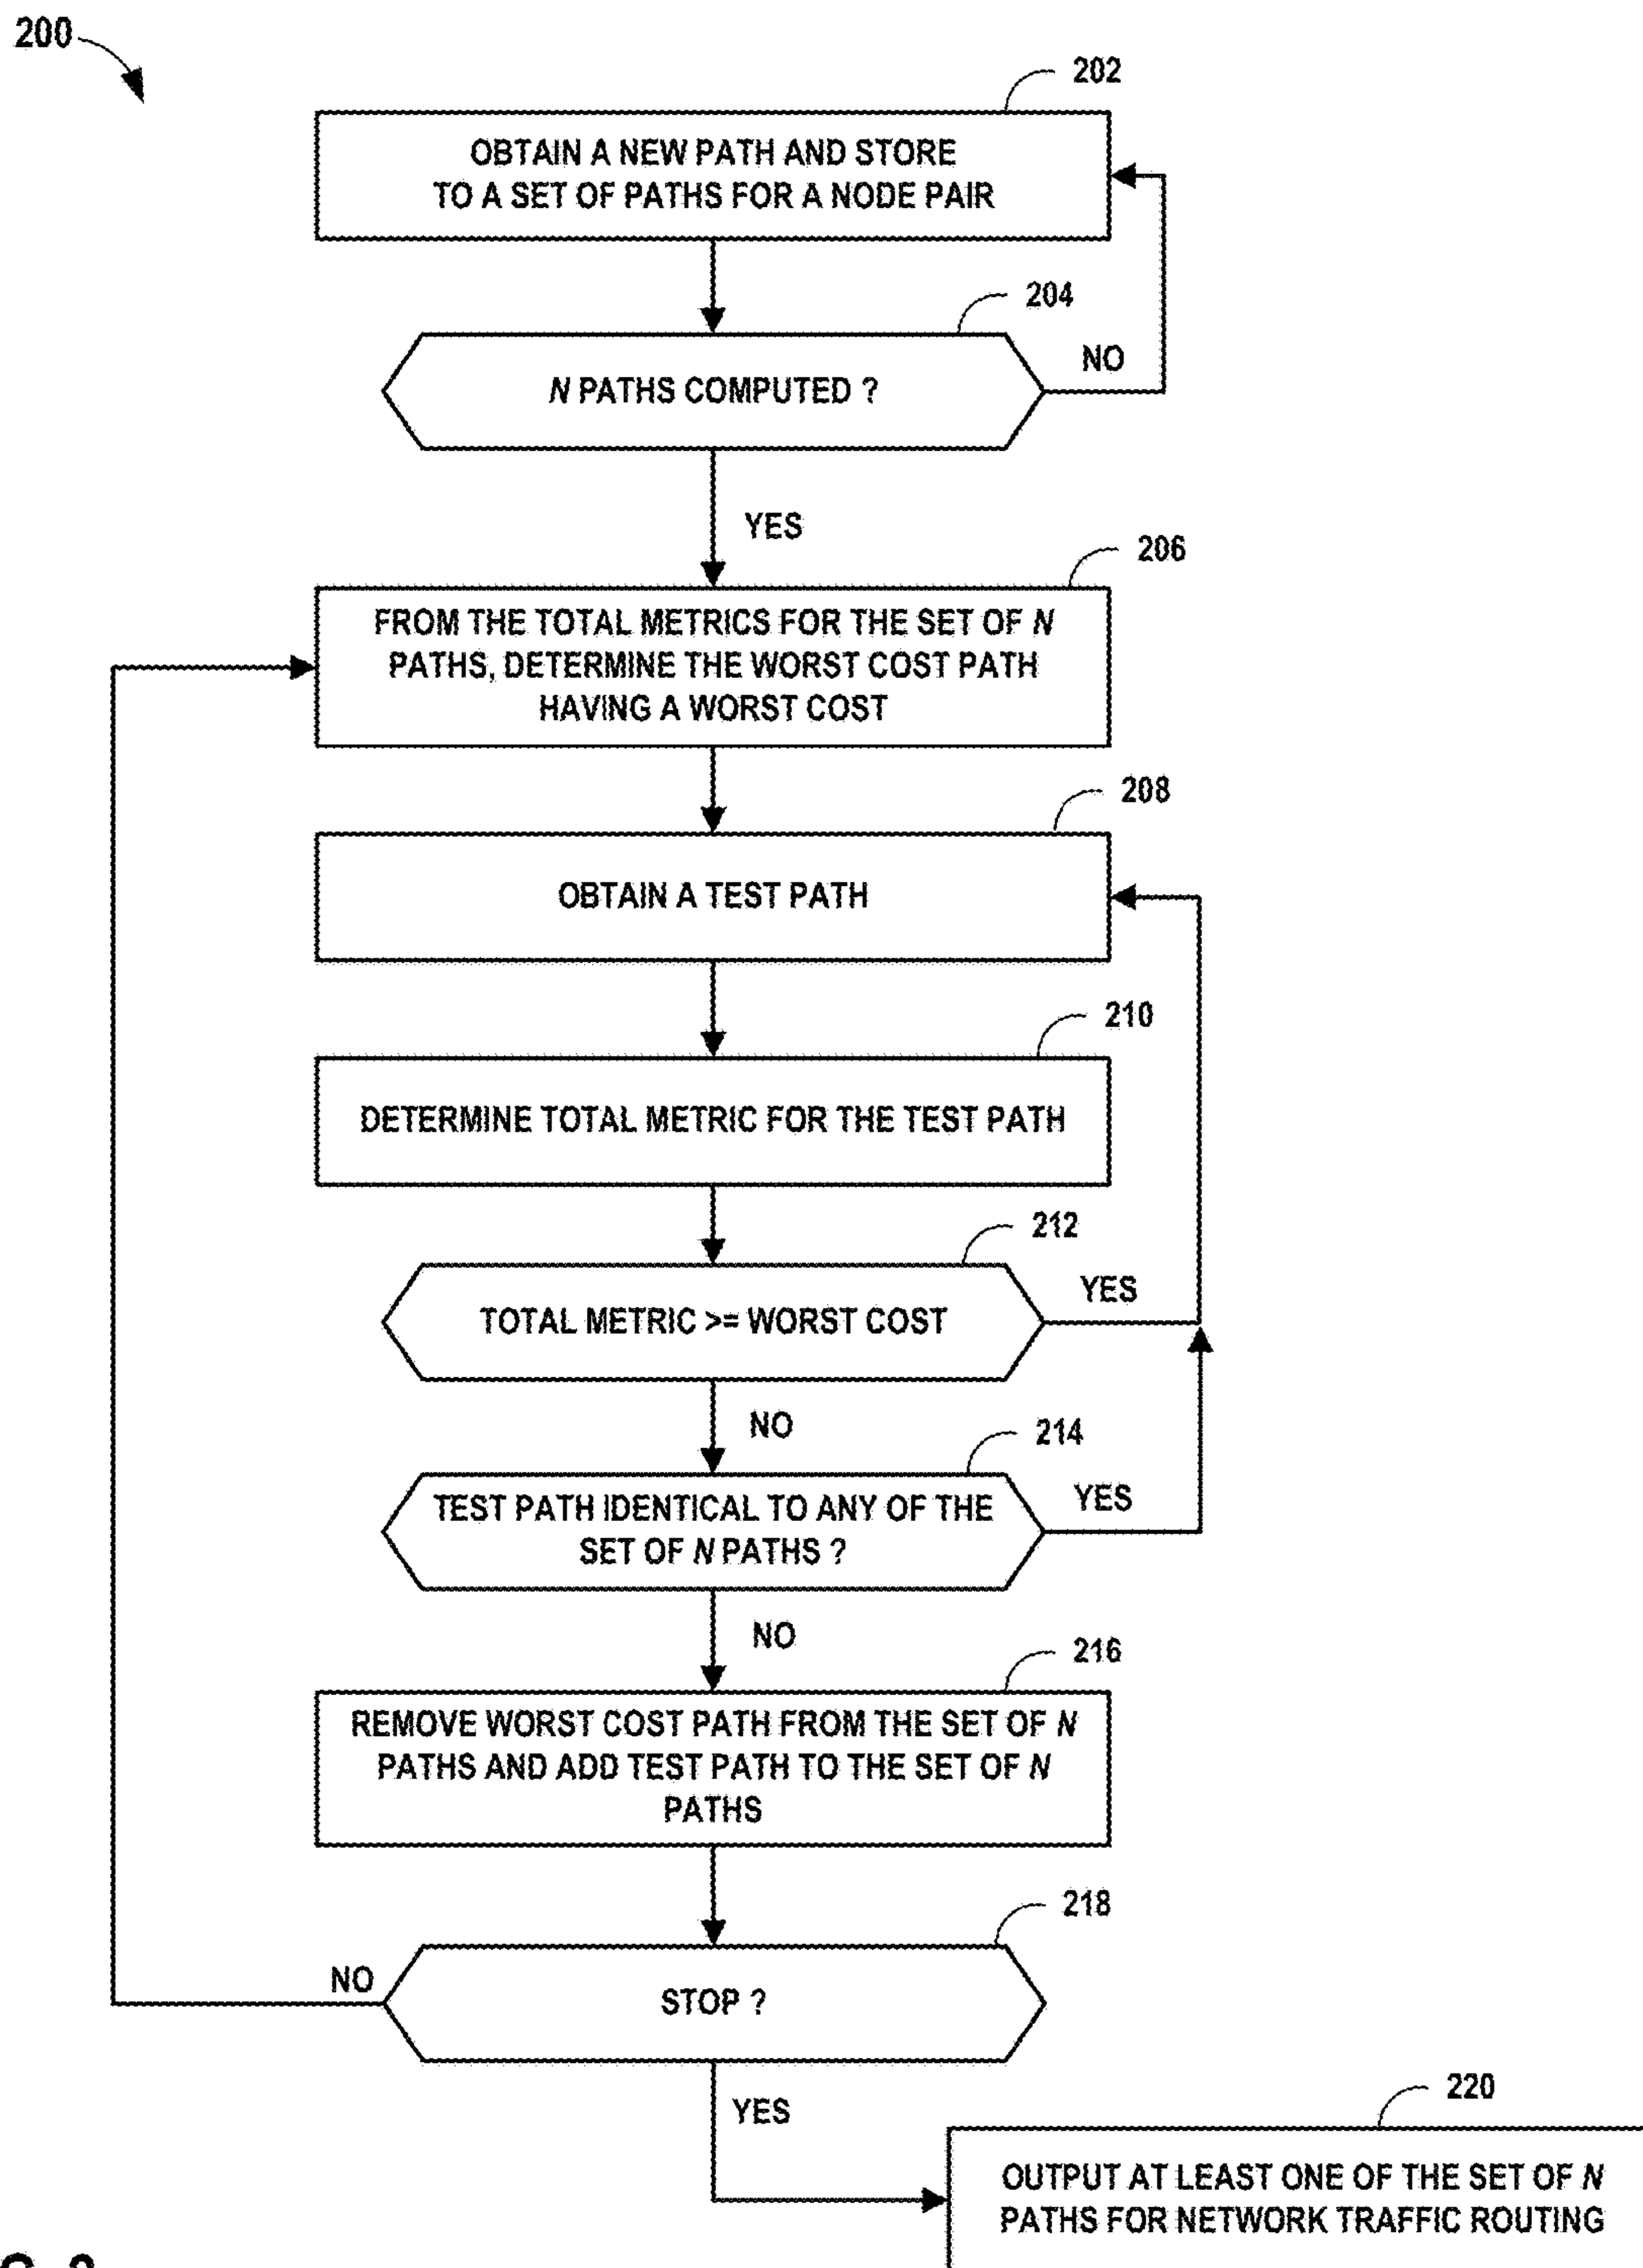 200
202
OBTAIN A NEW PATH AND STORE
TO A SET OF PATHS FOR A NODE PAIR
204
NO
N PATHS COMPUTED ?
YES
206
FROM THE TOTAL METRICS FOR THE SET OF N
PATHS, DETERMINE THE WORST COST PATH
HAVING A WORST COST
208
OBTAIN A TEST PATH
210
DETERMINE TOTAL METRIC FOR THE TEST PATH
212
YES
TOTAL METRIC >= WORST COST
NO
214
YES
TEST PATH IDENTICAL TO ANY OF THE
SET OF N PATHS ?
NO
216
REMOVE WORST COST PATH FROM THE SET OF N
PATHS AND ADD TEST PATH TO THE SET OF N
PATHS
218
NO
STOP ?
YES
220
OUTPUT AT LEAST ONE OF THE SET OF N
PATHS FOR NETWORK TRAFFIC ROUTING